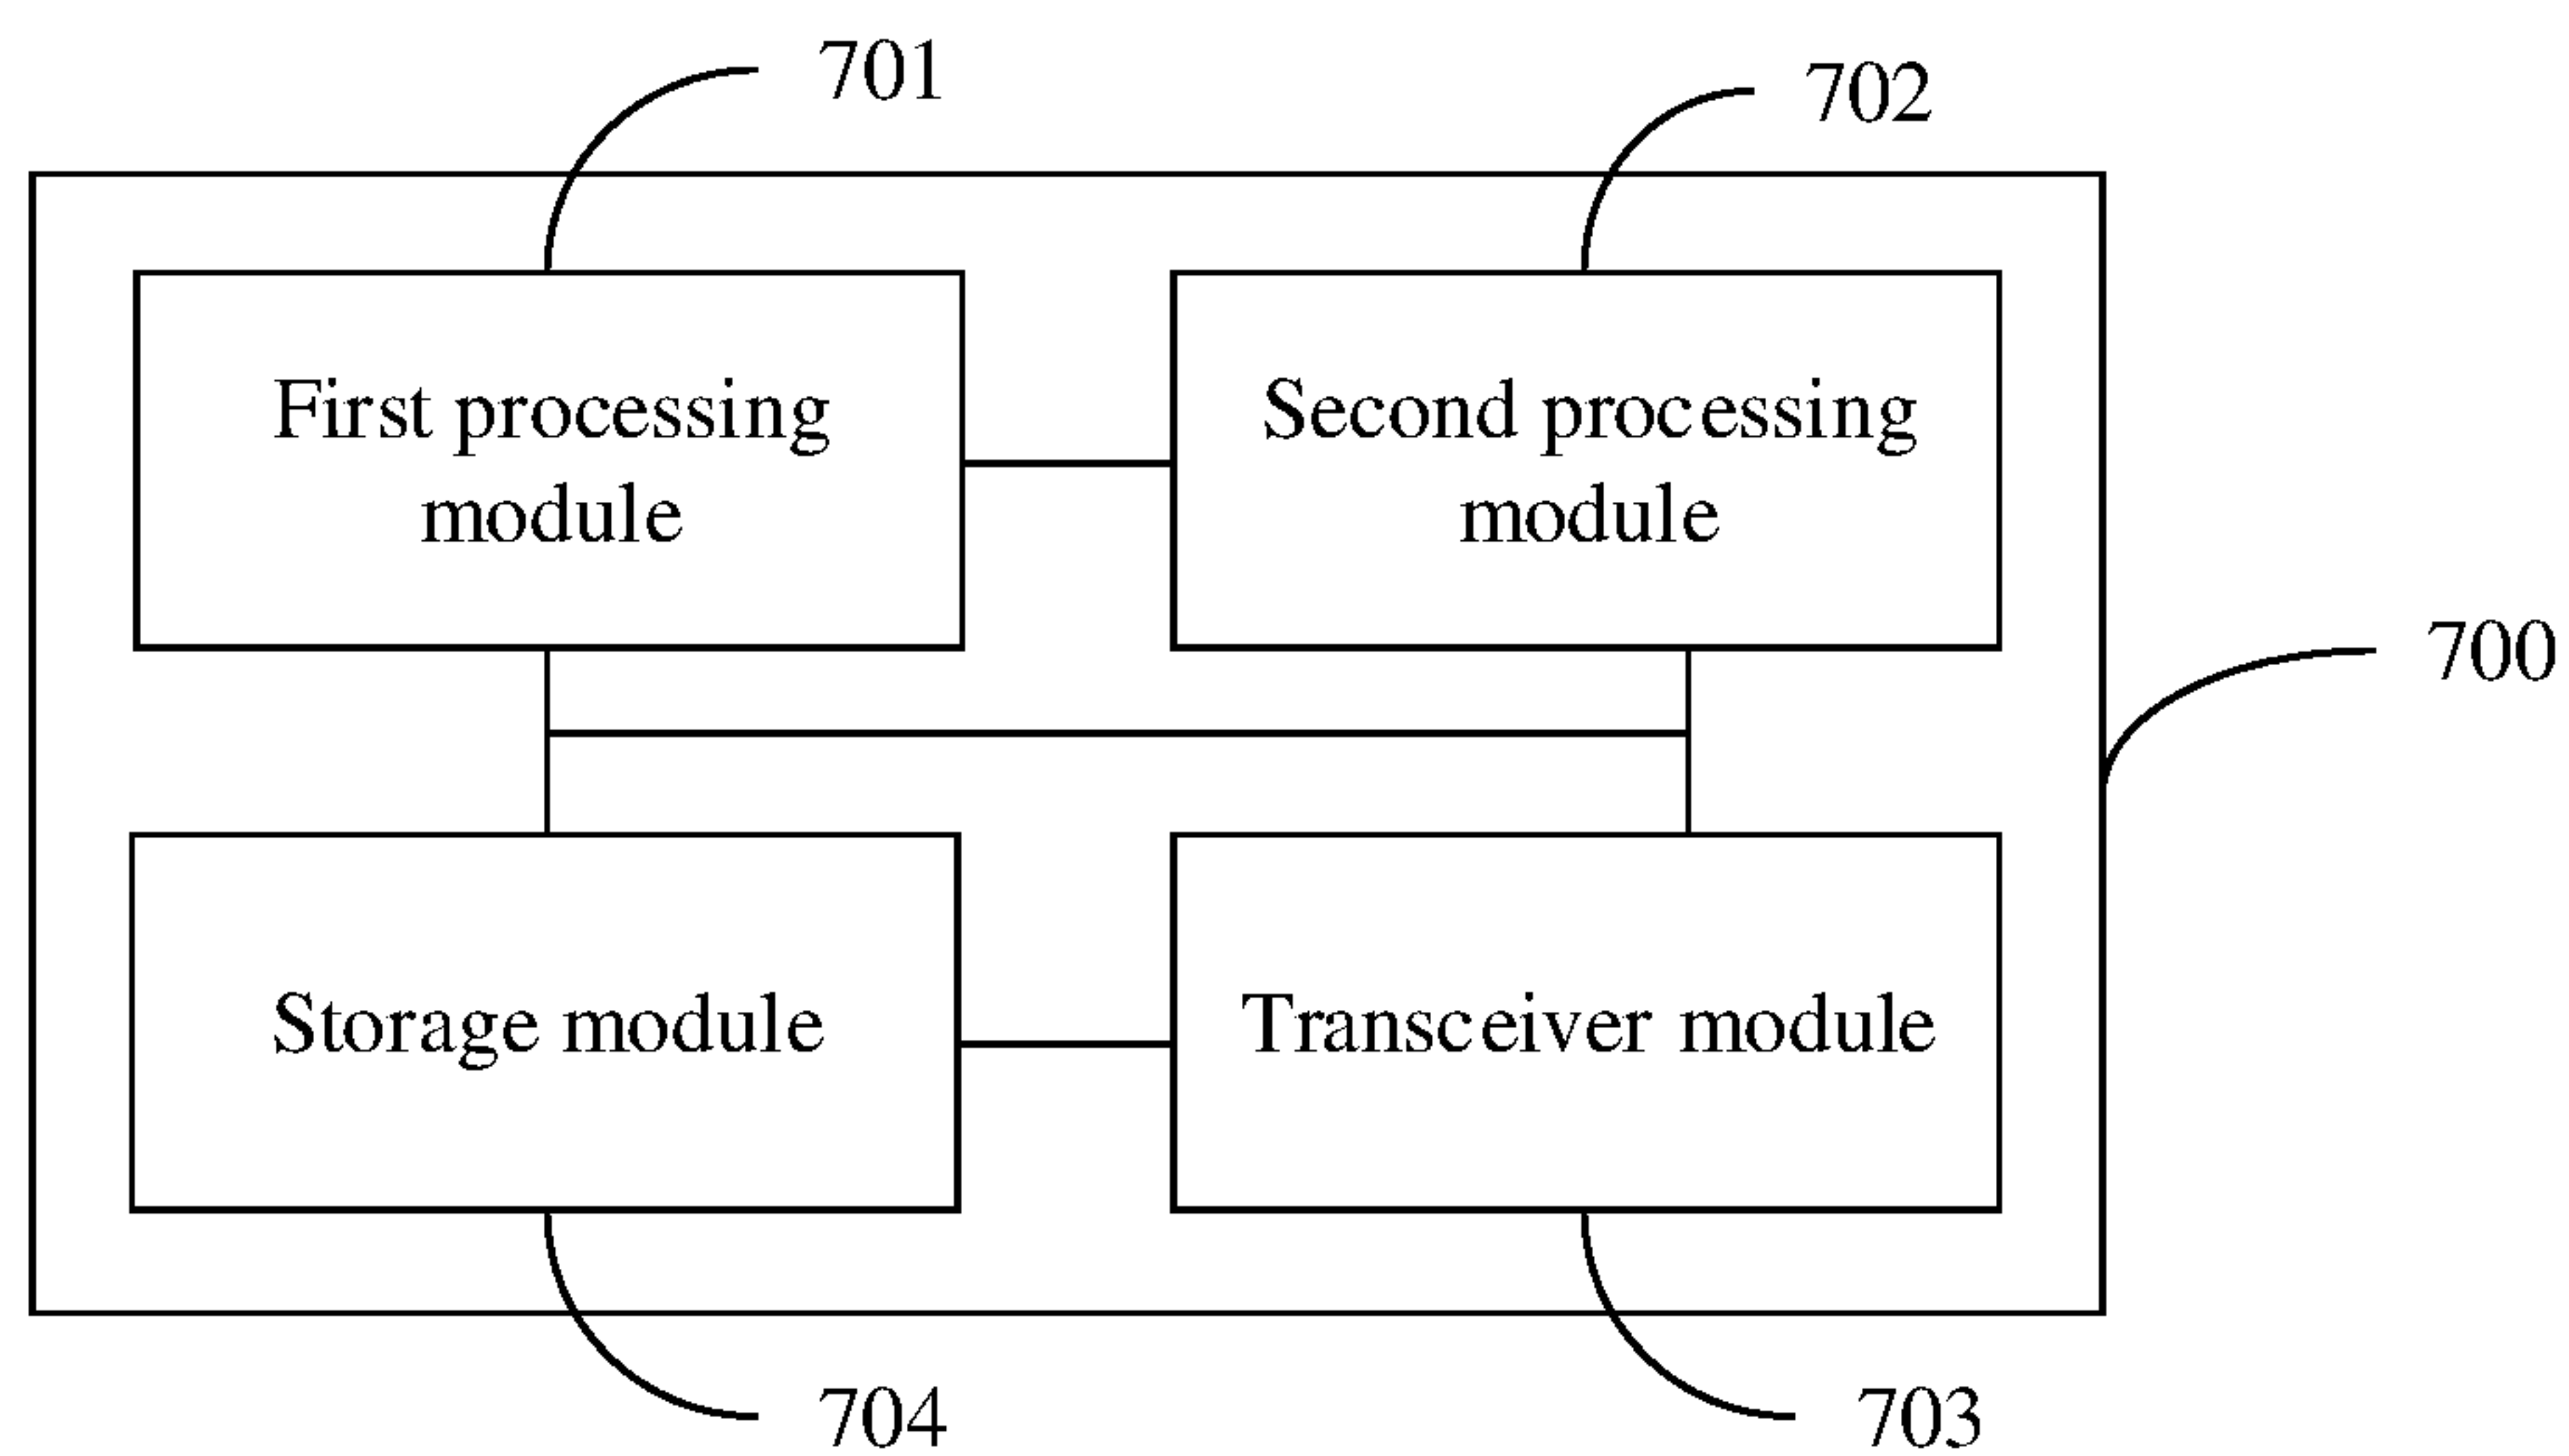 701
702
First processing
module
Second processing
module
700
Storage module
Transceiver module
704
703